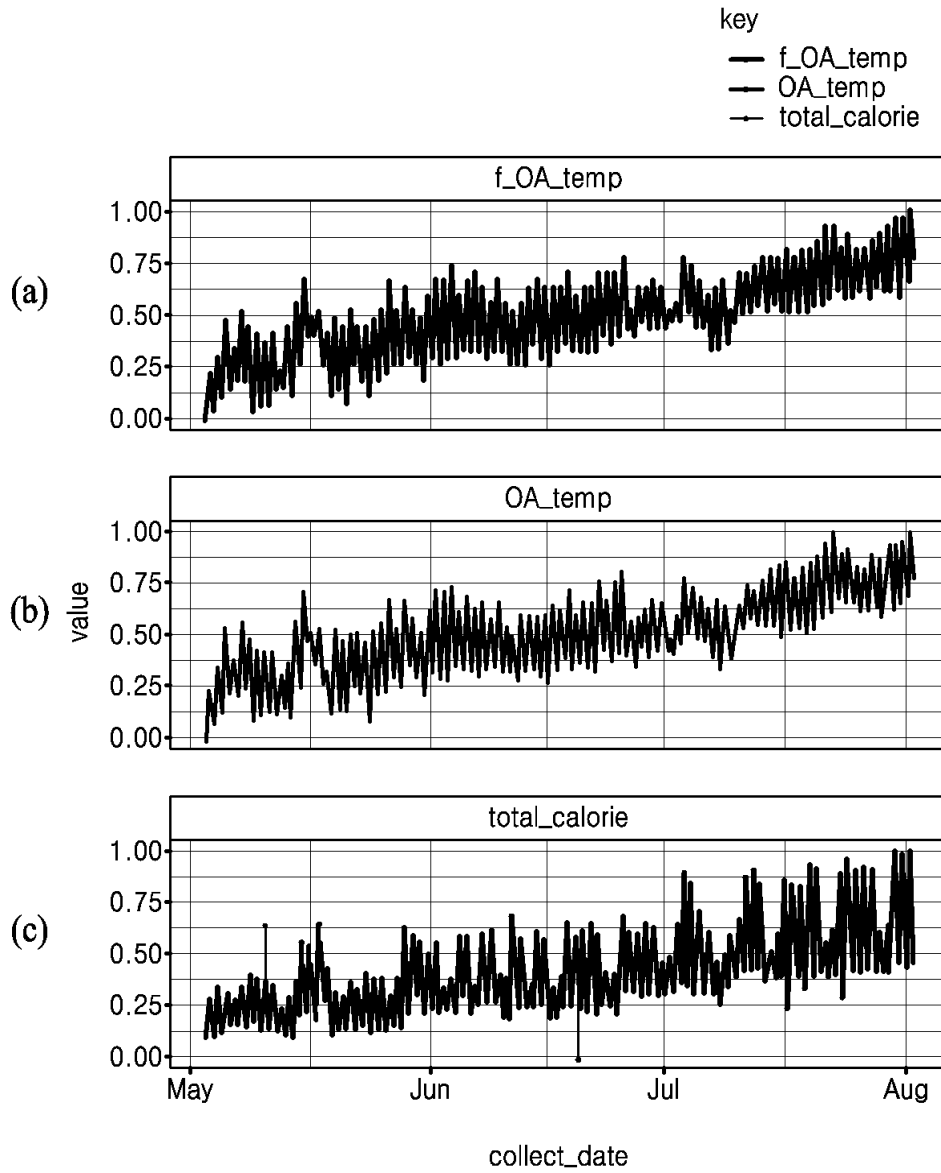 key
f_OA_temp
OA_temp
total_calorie
f_OA_temp
(a)
1.00
0.75
0.50
0.25
0.00
OA_temp
(b)
value
1.00
0.75
0.50
0.25
0.00
total_calorie
(c)
1.00
0.75
0.50
0.25
0.00
May Jun Jul Aug
collect_date